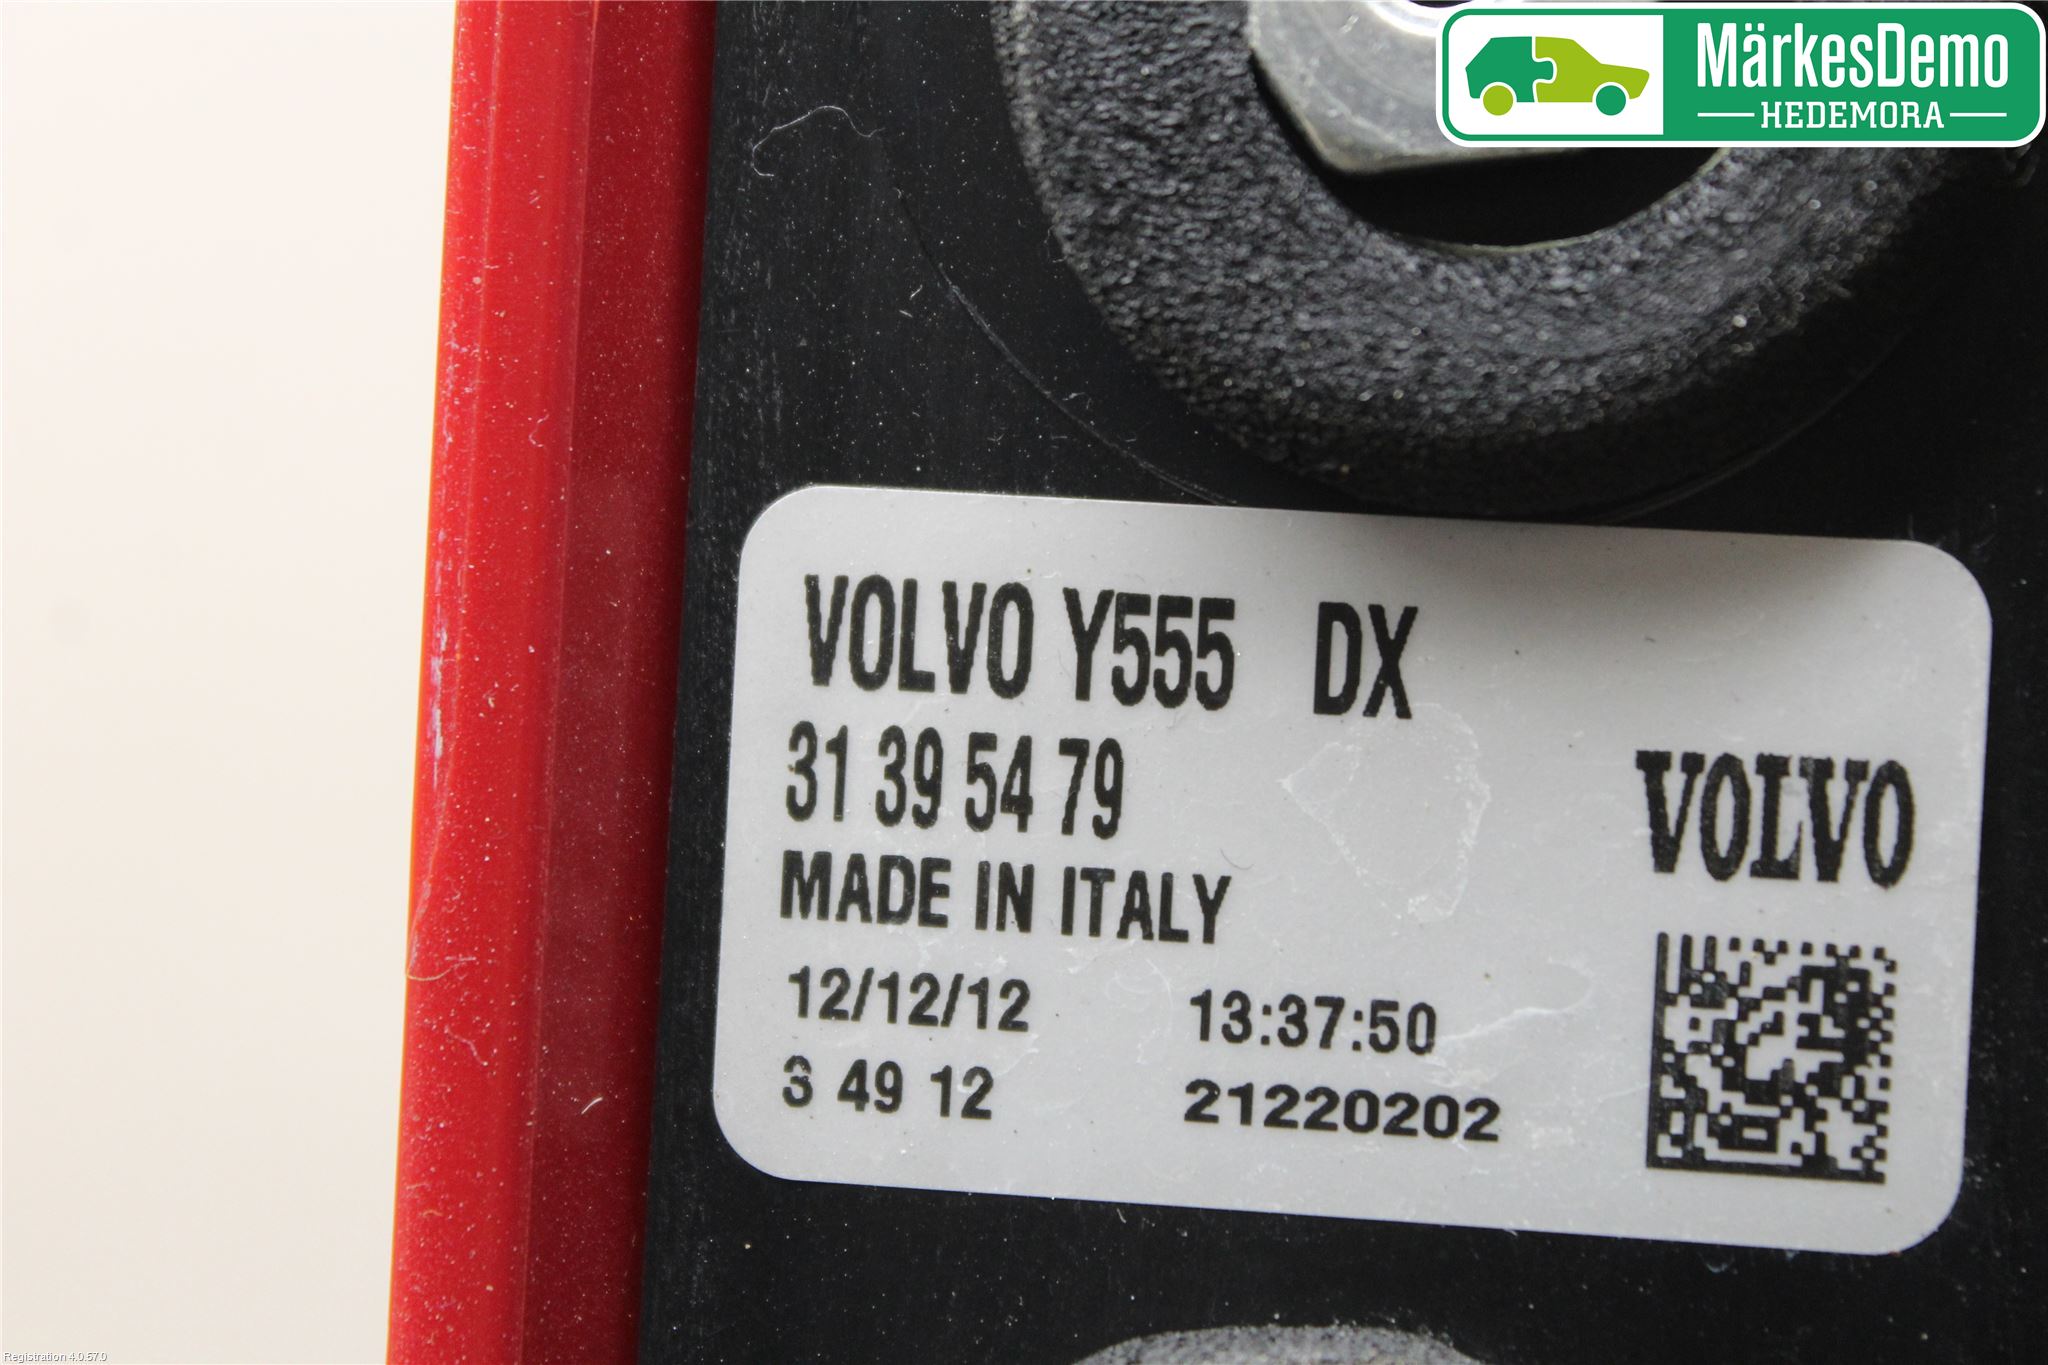 MärkesDemo
HEDEMORA
VOLVO Y555 DX
31 39 54 79
VOLVO
MADE IN ITALY
12/12/12 13:37:50
3 49 12 21220202
Registration 4.0.57.0